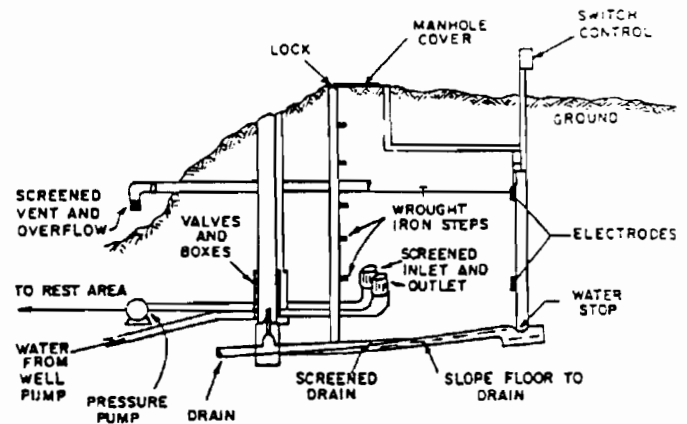 SWITCH
CONTROL
MANHOLE
COVER
LOCK
GROUND
SCREENED
VENT AND
OVERFLOW
VALVES
AND
BOXES
WROUGHT
IRON STEPS
ELECTRODES
SCREENED
INLET AND
OUTLET
TO REST AREA
WATER
STOP
WATER
FROM
WELL
PUMP
PRESSURE
PUMP
DRAIN
SCREENED
DRAIN
SLOPE FLOOR TO
DRAIN